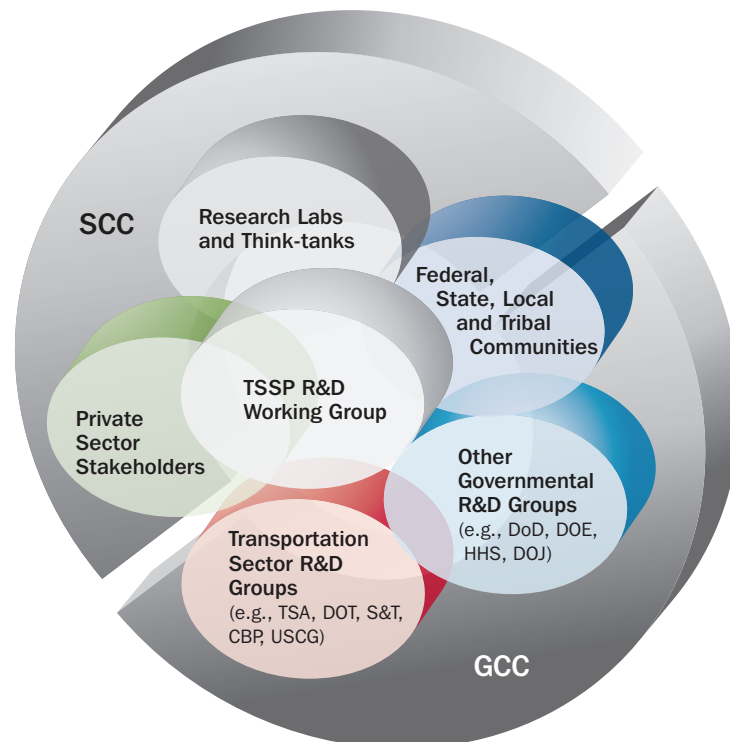 SCC
Research Labs
and Think-tanks
Federal,
State, Local
and Tribal
Communities
TSSP R&D
Working Group
Private
Sector
Stakeholders
Other
Governmental
R&D Groups
(e.g., DoD, DOE,
HHS, DOJ)
Transportation
Sector R&D
Groups
(e.g., TSA, DOT, S&T,
CBP, USCG)
GCC